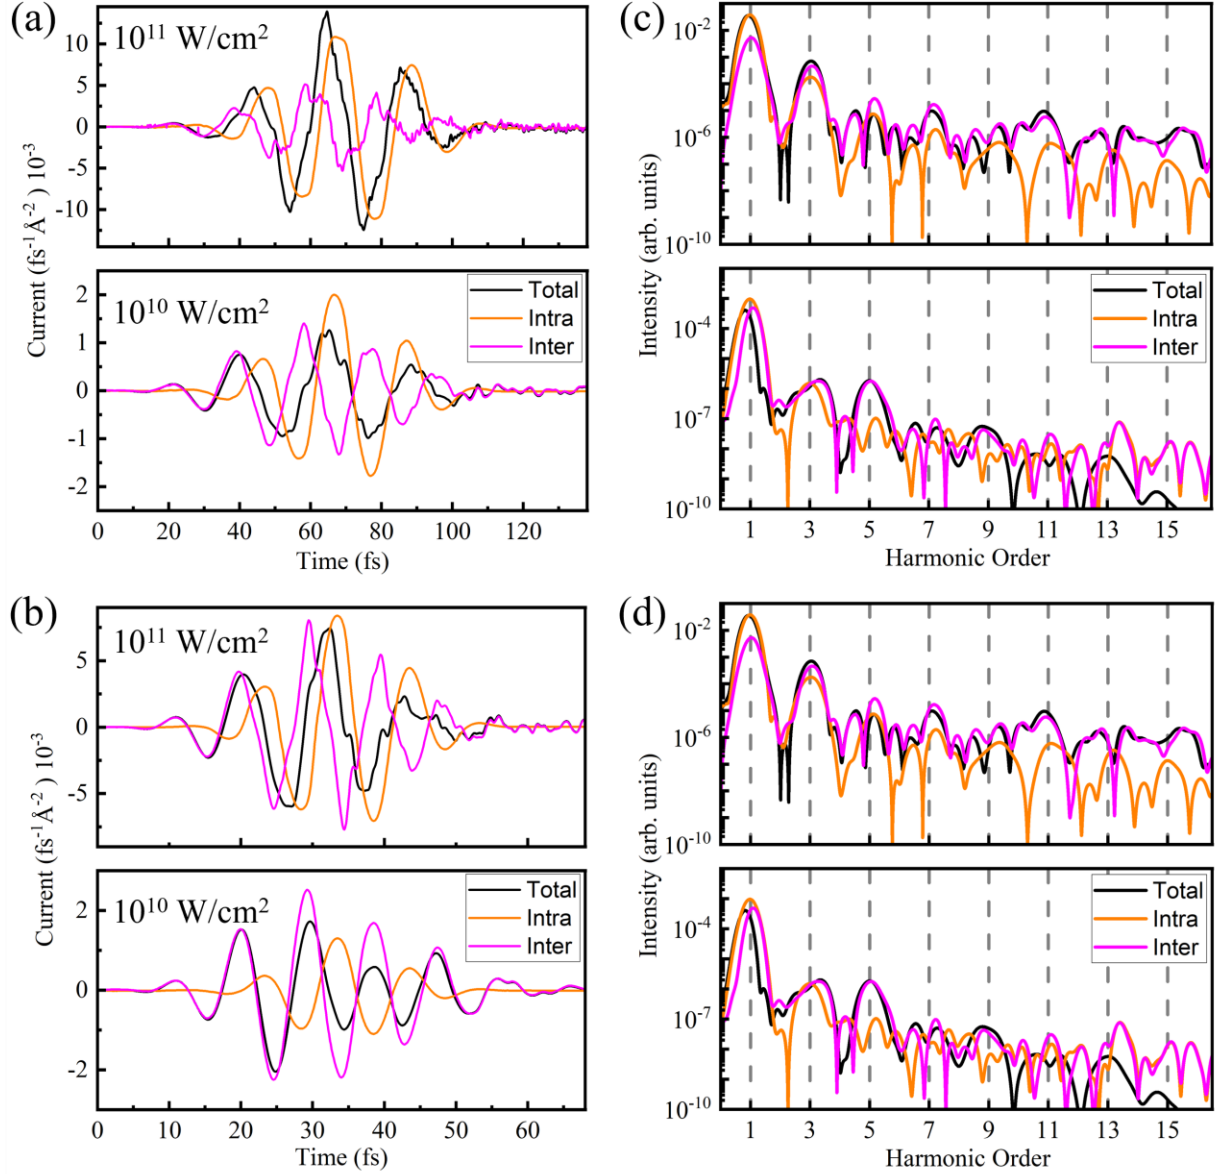 (a)
10¹¹ W/cm²
10
5
0
-5
-10
Current (fs⁻¹Å⁻²) 10⁻³
10¹⁰ W/cm²
Total
Intra
Inter
2
1
0
-1
-2
0 20 40 60 80 100 120
Time (fs)
(c)
10⁻²
10⁻⁶
10⁻¹⁰
Intensity (arb. units)
Total
Intra
Inter
10⁻⁴
10⁻⁷
10⁻¹⁰
1 3 5 7 9 11 13 15
Harmonic Order
(b)
10¹¹ W/cm²
5
0
-5
Current (fs⁻¹Å⁻²) 10⁻³
10¹⁰ W/cm²
Total
Intra
Inter
2
0
-2
0 10 20 30 40 50 60
Time (fs)
(d)
10⁻²
10⁻⁶
10⁻¹⁰
Intensity (arb. units)
Total
Intra
Inter
10⁻⁴
10⁻⁷
10⁻¹⁰
1 3 5 7 9 11 13 15
Harmonic Order